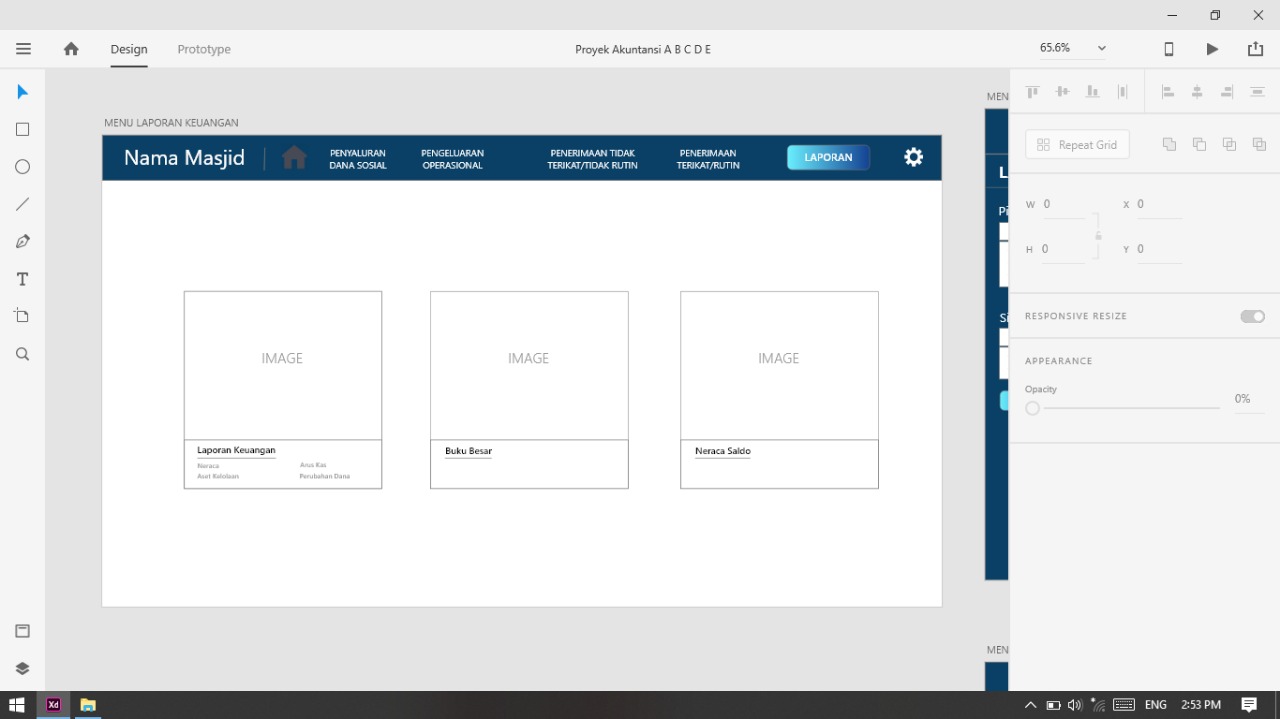 Design Prototype Proyek Akuntansi A B C D E 65.6%
MENU LAPORAN KEUANGAN
Nama Masjid
PENYALURAN
DANA SOSIAL
PENGELUARAN
OPERASIONAL
PENERIMAAN TIDAK
TERIKAT/TIDAK RUTIN
PENERIMAAN
TERIKAT/RUTIN
LAPORAN
IMAGE
Laporan Keuangan
Neraca Arus Kas
Aset Kelolaan Perubahan Dana
IMAGE
Buku Besar
IMAGE
Neraca Saldo
MEN
L
Pi
Si
MEN
Repeat Grid
W 0 X 0
H 0 Y 0
RESPONSIVE RESIZE
APPEARANCE
Opacity
0%
Xd
ENG 2:53 PM